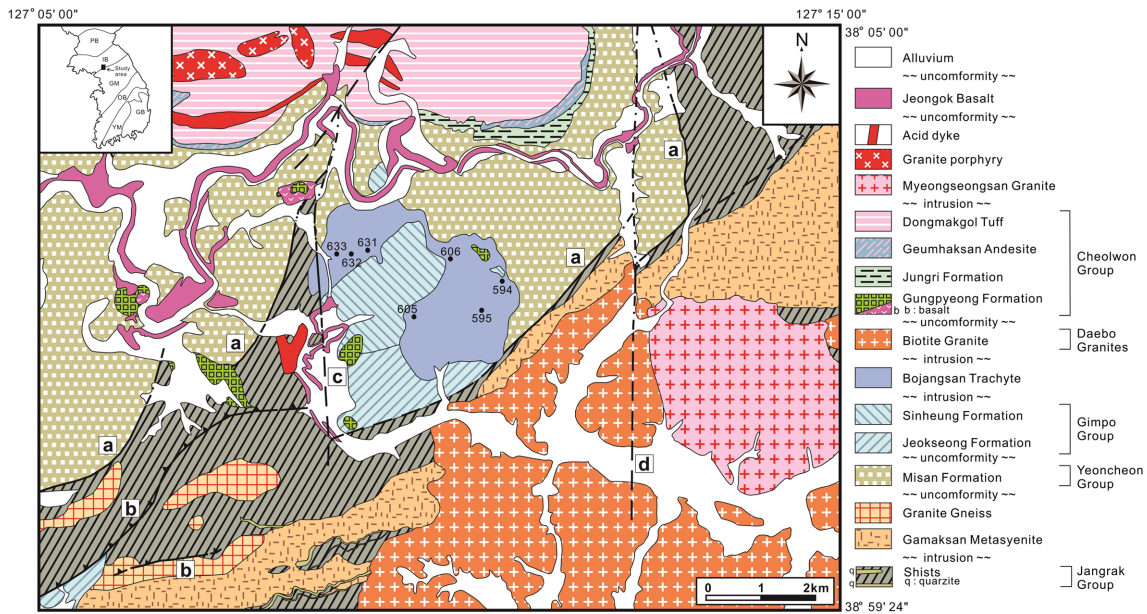 127° 05' 00"
127° 15' 00"
38° 05' 00"
PB
IB
Study
area
GM
OB
GB
YM
N
a
633
631
632
606
594
605
595
a
a
c
a
b
b
d
0 1 2km
38° 59' 24"
Alluvium
~~ uncomformity ~~
Jeongok Basalt
~~ uncomformity ~~
Acid dyke
Granite porphyry
Myeongseongsan Granite
~~ intrusion ~~
Dongmakgol Tuff
Geumhaksan Andesite
Jungri Formation
Gungpyeong Formation
b b : basalt
~~ uncomformity ~~
Cheolwon
Group
Biotite Granite
~~ intrusion ~~
Daebo
Granites
Bojangsan Trachyte
~~ intrusion ~~
Sinheung Formation
Jeokseong Formation
~~ uncomformity ~~
Gimpo
Group
Misan Formation
~~ uncomformity ~~
Yeoncheon
Group
Granite Gneiss
Gamaksan Metasyenite
~~ intrusion ~~
q
q
Shists
q : quartzite
Jangrak
Group